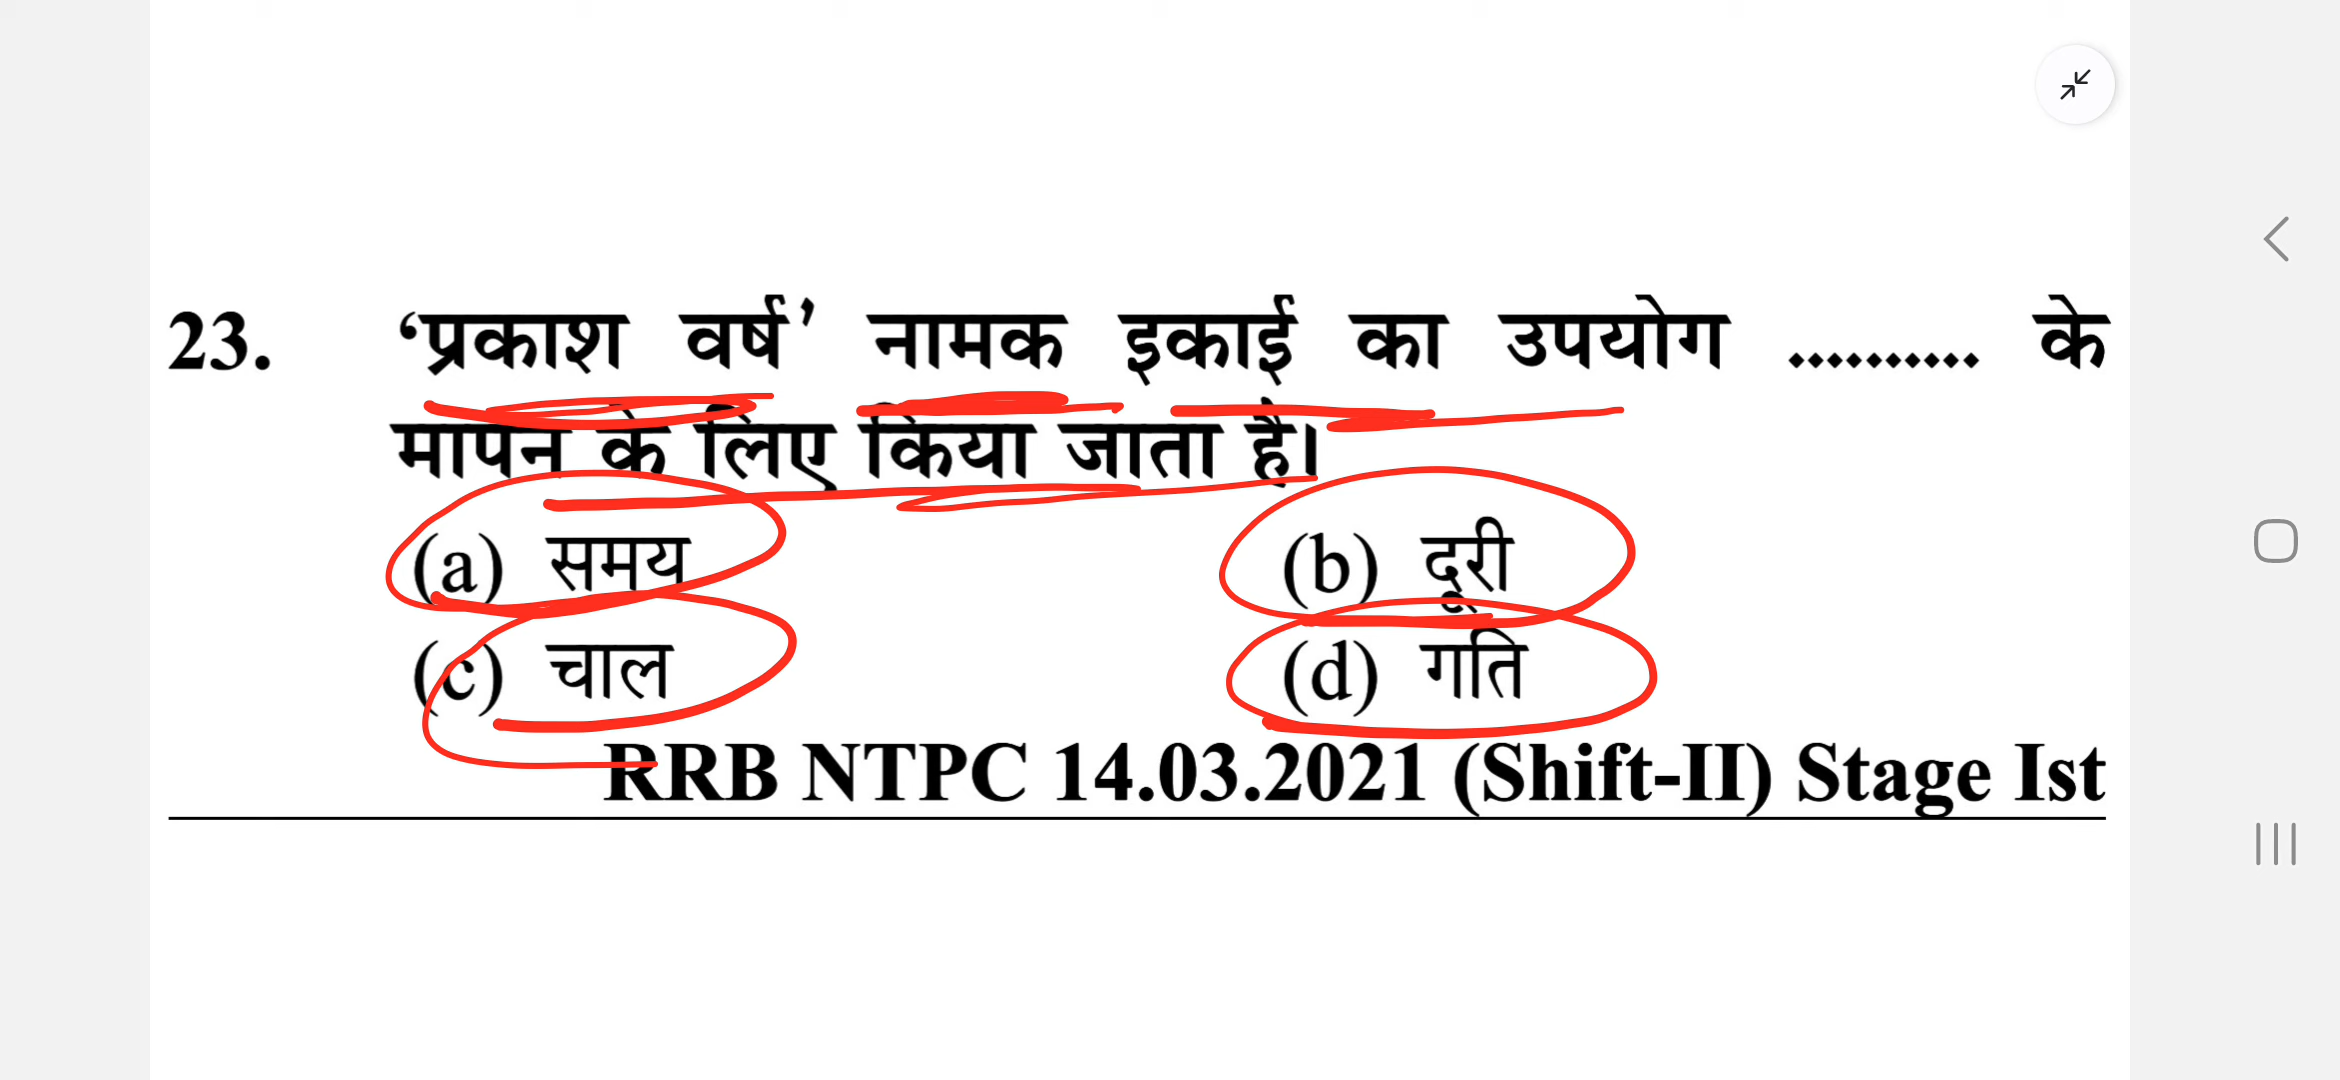 23. ‘प्रकाश वर्ष’ नामक इकाई का उपयोग .......... के
मापन के लिए किया जाता है।
(a) समय (b) दूरी
(c) चाल (d) गति
RRB NTPC 14.03.2021 (Shift-II) Stage Ist